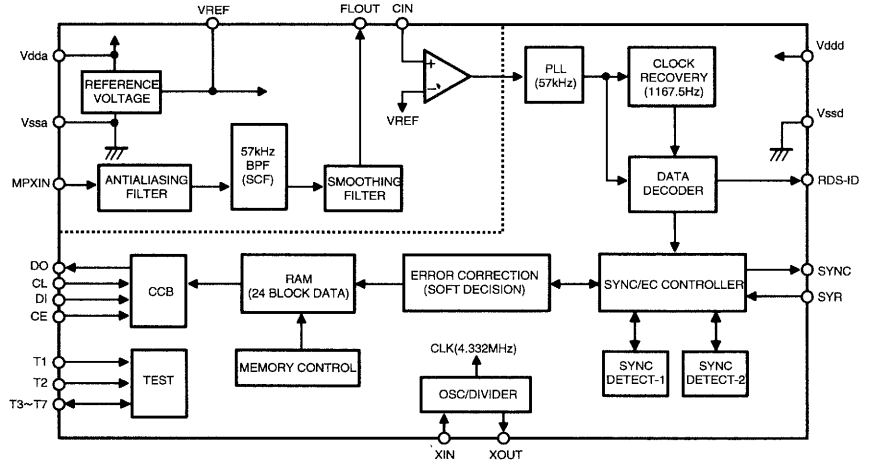 VREF
FLOUT
CIN
Vdda
REFERENCE
VOLTAGE
Vssa
+
−
VREF
PLL
(57kHz)
CLOCK
RECOVERY
(1167.5Hz)
Vddd
Vssd
MPXIN
ANTIALIASING
FILTER
57kHz
BPF
(SCF)
SMOOTHING
FILTER
DATA
DECODER
RDS-ID
DO
CL
DI
CE
CCB
RAM
(24 BLOCK DATA)
ERROR CORRECTION
(SOFT DECISION)
SYNC/EC CONTROLLER
SYNC
SYR
MEMORY CONTROL
CLK(4.332MHz)
SYNC
DETECT-1
SYNC
DETECT-2
T1
T2
T3~T7
TEST
OSC/DIVIDER
XIN
XOUT